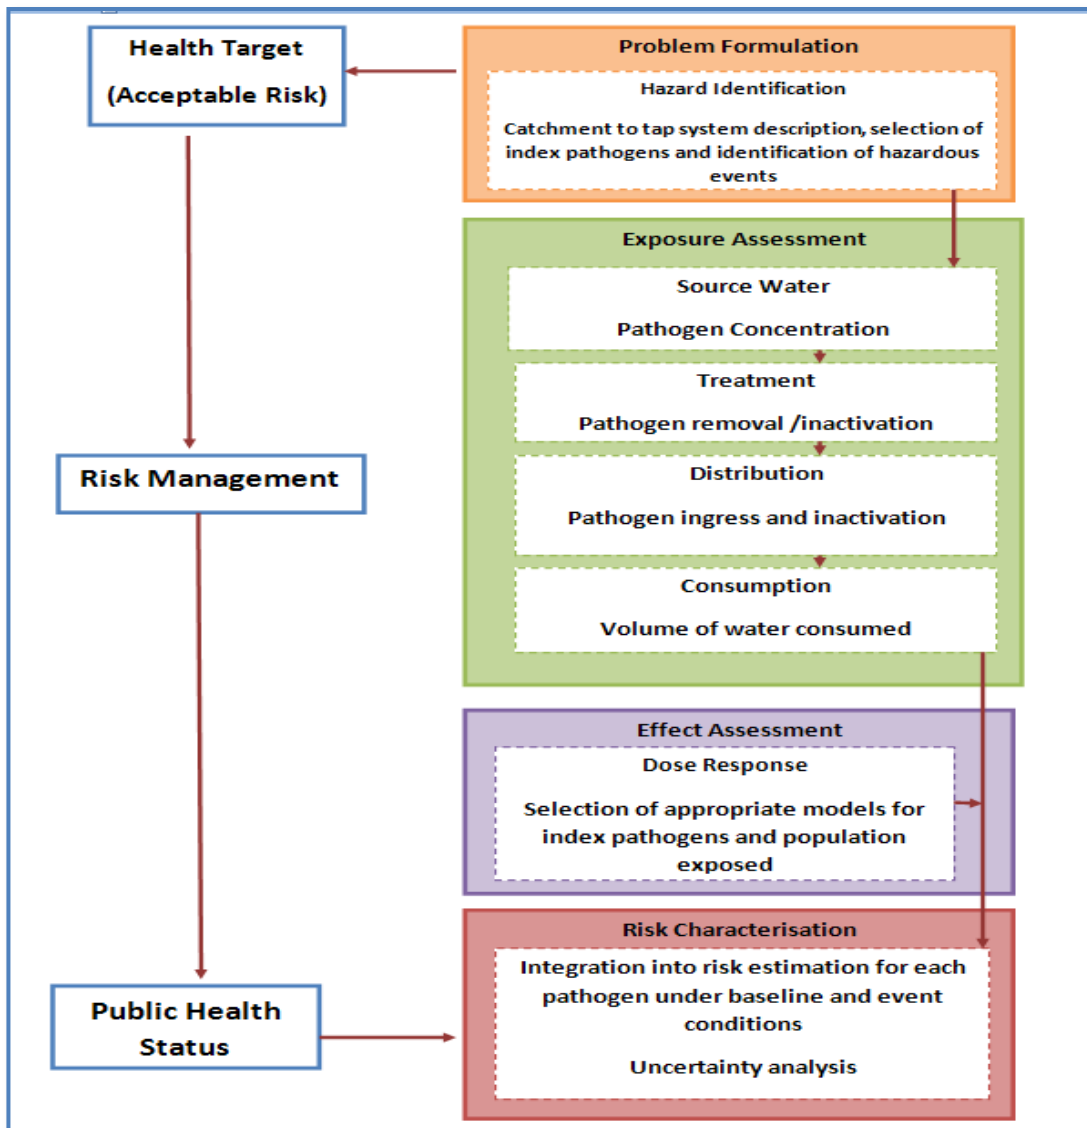 Health Target
(Acceptable Risk)
Problem Formulation
Hazard Identification
Catchment to tap system description, selection of
index pathogens and identification of hazardous
events
Exposure Assessment
Source Water
Pathogen Concentration
Treatment
Pathogen removal /inactivation
Distribution
Pathogen ingress and inactivation
Consumption
Volume of water consumed
Risk Management
Effect Assessment
Dose Response
Selection of appropriate models for
index pathogens and population
exposed
Risk Characterisation
Integration into risk estimation for each
pathogen under baseline and event
conditions
Uncertainty analysis
Public Health
Status